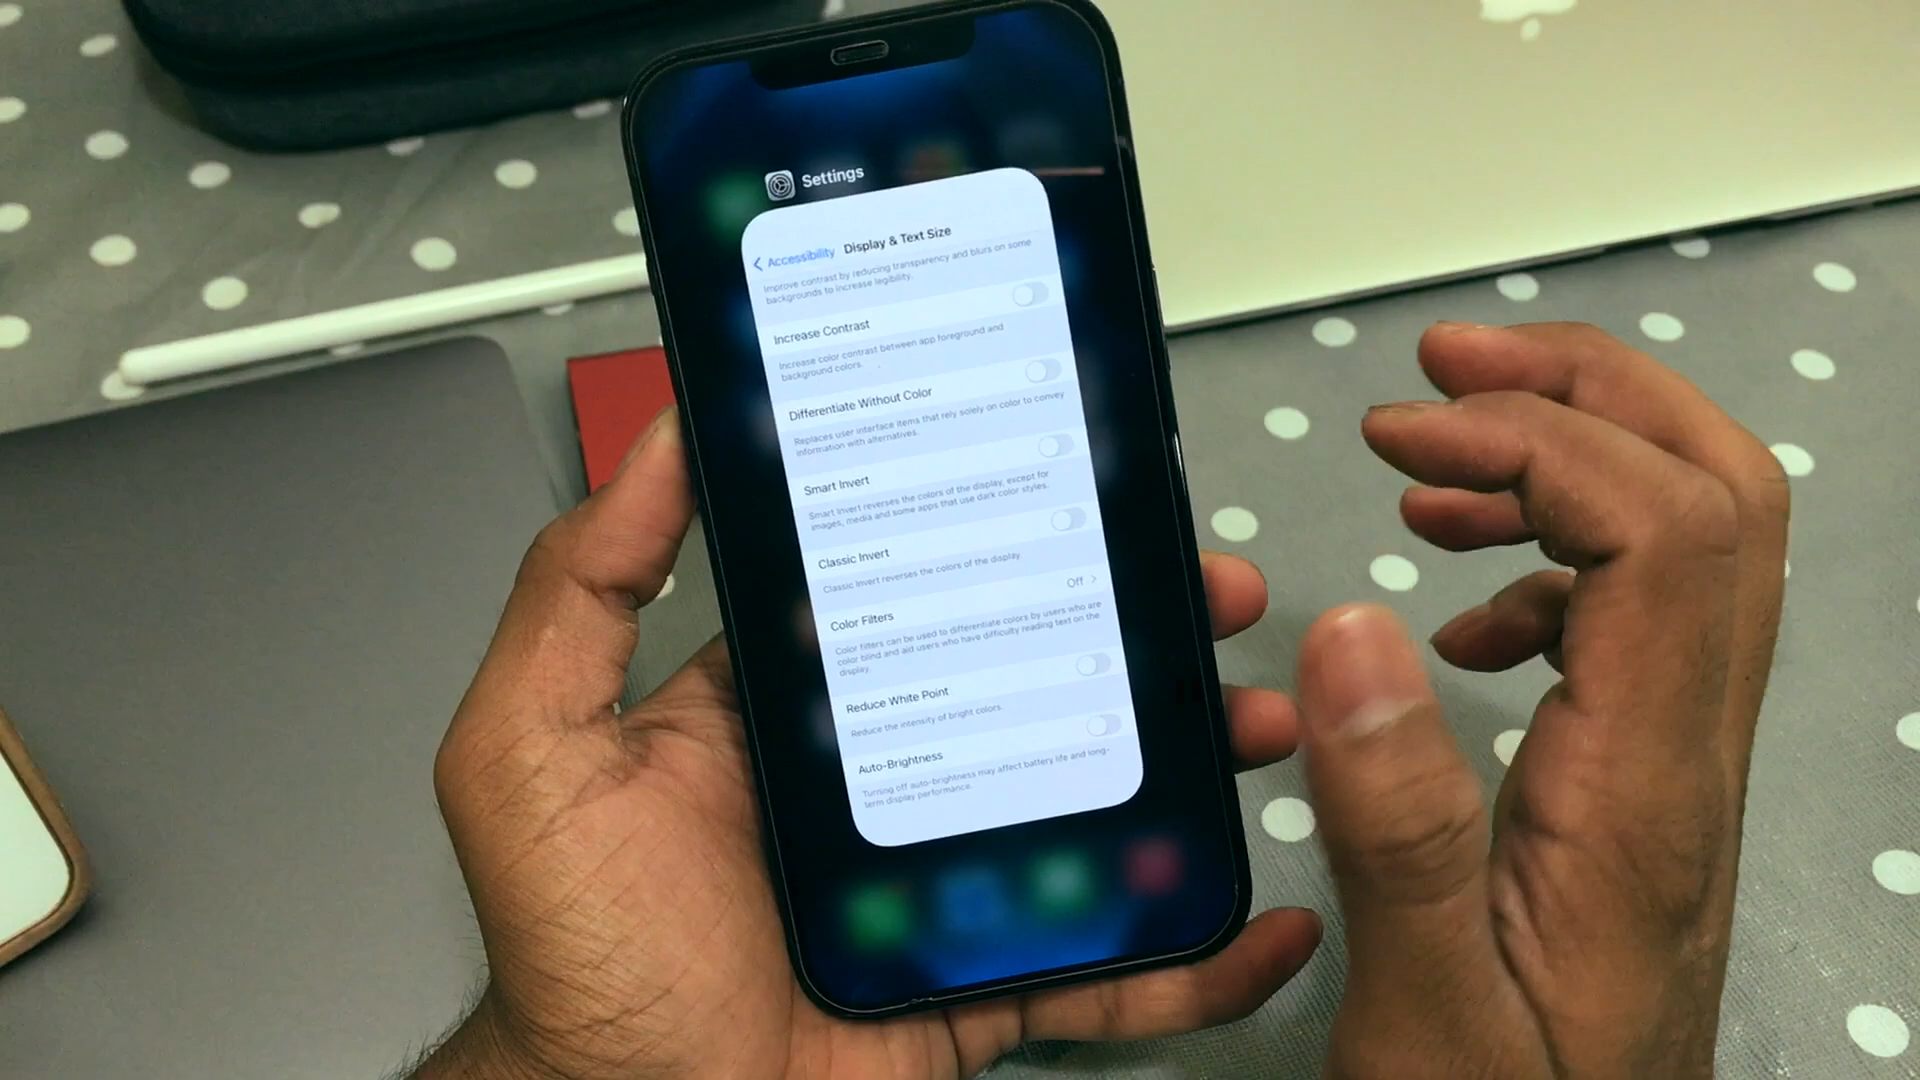 Settings
Accessibility Display & Text Size
Improve contrast by reducing transparency and blurs on some
backgrounds to increase legibility.
Increase Contrast
Increase color contrast between app foreground and
background colors.
Differentiate Without Color
Replaces user interface items that rely solely on color to convey
information with alternatives.
Smart Invert
Smart Invert reverses the colors of the display, except for
images, media and some apps that use dark color styles.
Classic Invert
Classic Invert reverses the colors of the display.
Color Filters Off
Color filters can be used to differentiate colors by users who are
color blind and aid users who have difficulty reading text on the
display.
Reduce White Point
Reduce the intensity of bright colors.
Auto-Brightness
Turning off auto-brightness may affect battery life and long-
term display performance.